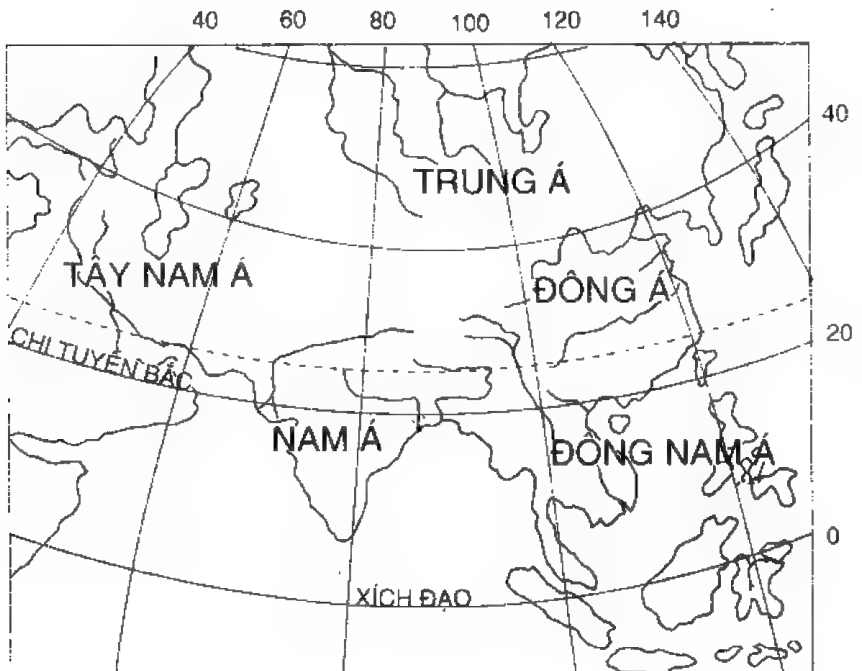 40 60 80 100 120 140
40
TRUNG Á
TÂY NAM Á
ĐÔNG Á
20
CHI TUYẾN BẮC
NAM Á
ĐÔNG NAM Á
0
XÍCH ĐẠO